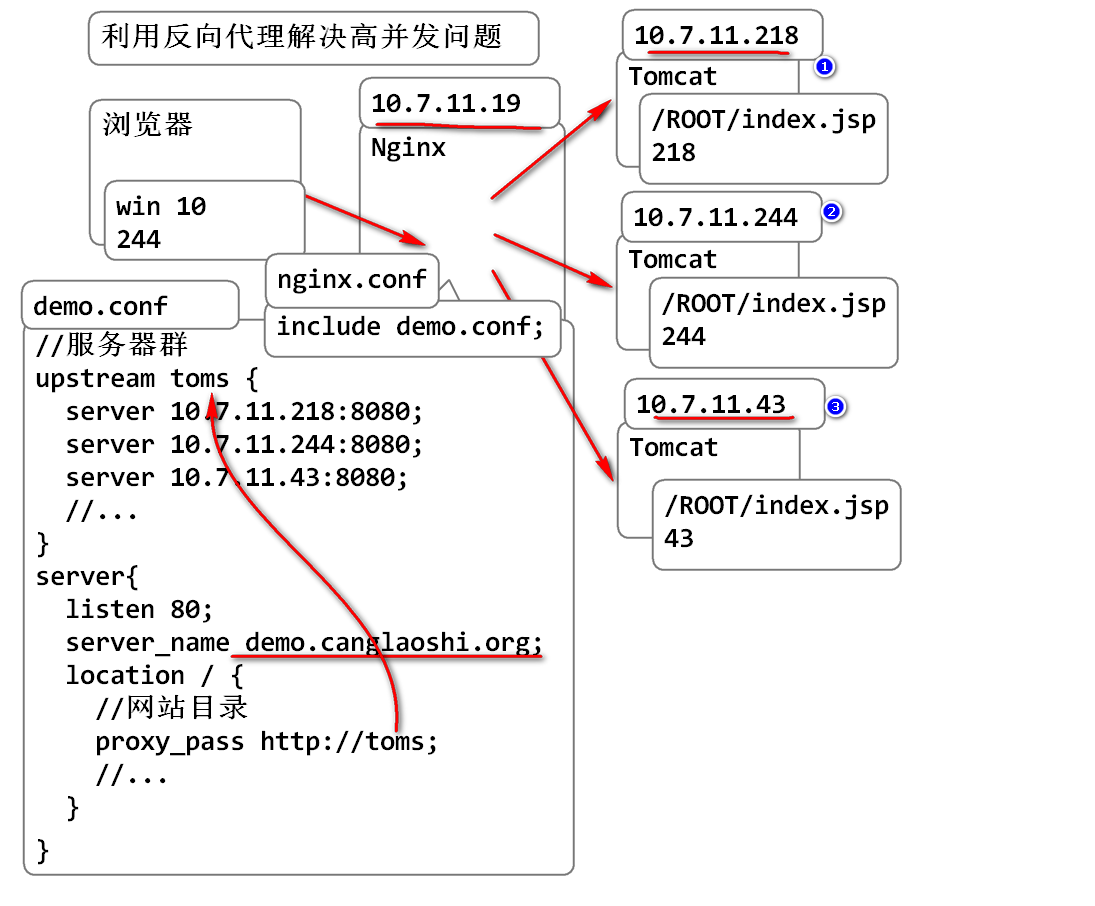 利用反向代理解决高并发问题
浏览器
win 10
244
10.7.11.19
Nginx
nginx.conf
include demo.conf;
demo.conf
//服务器群
upstream toms {
server 10.7.11.218:8080;
server 10.7.11.244:8080;
server 10.7.11.43:8080;
//...
}
server{
listen 80;
server_name demo.canglaoshi.org;
location / {
//网站目录
proxy_pass http://toms;
//...
}
}
10.7.11.218
1
Tomcat
/ROOT/index.jsp
218
10.7.11.244
2
Tomcat
/ROOT/index.jsp
244
10.7.11.43
3
Tomcat
/ROOT/index.jsp
43